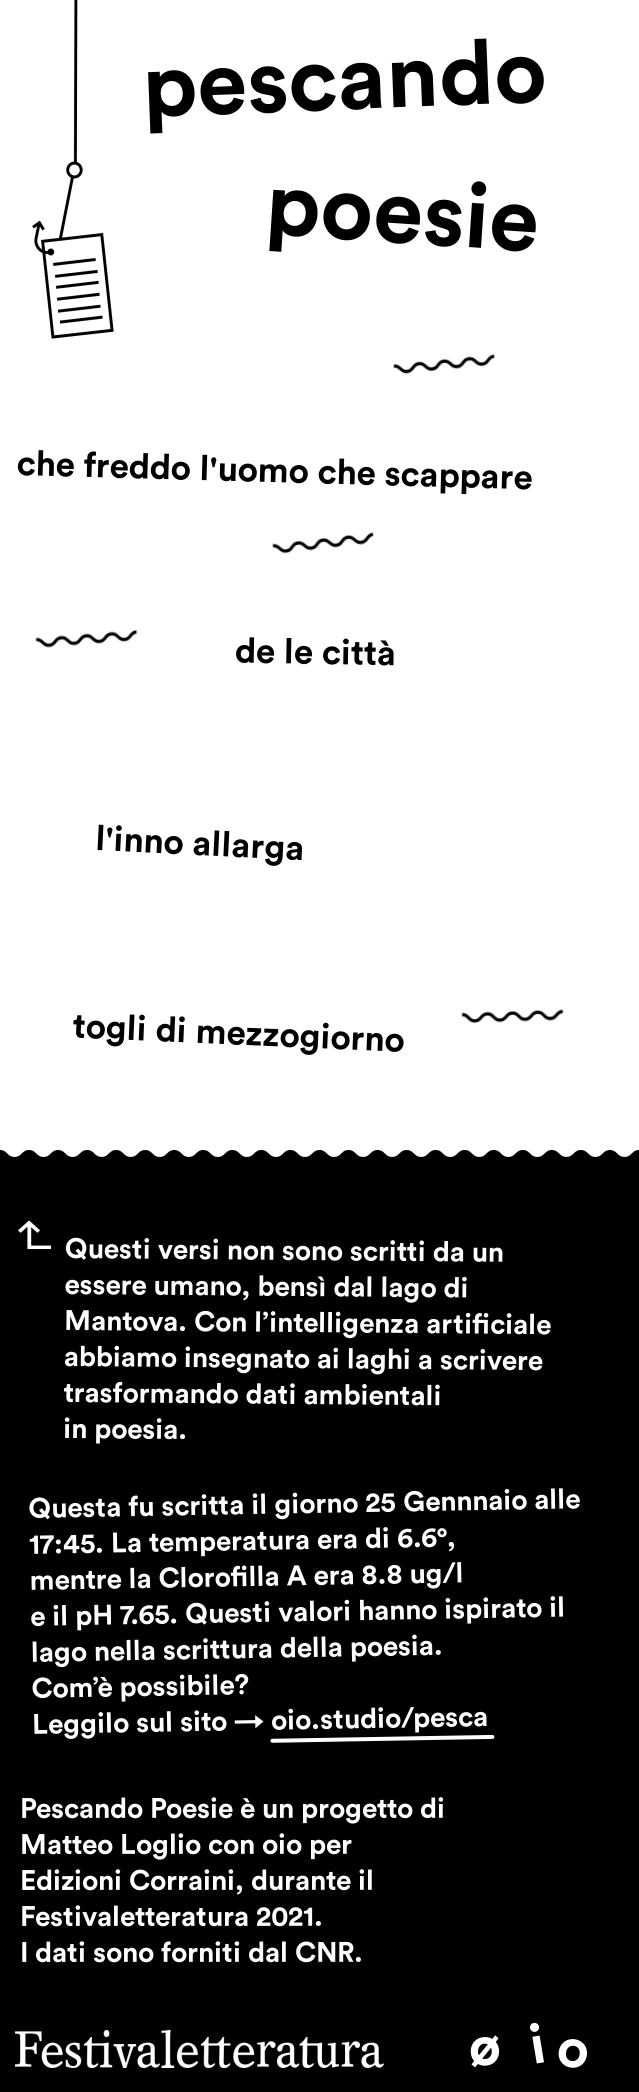 pescando
poesie
che freddo l'uomo che scappare
de le città
l'inno allarga
togli di mezzogiorno
Questi versi non sono scritti da un
essere umano, bensì dal lago di
Mantova. Con l’intelligenza artificiale
abbiamo insegnato ai laghi a scrivere
trasformando dati ambientali
in poesia.
Questa fu scritta il giorno 25 Gennnaio alle
17:45. La temperatura era di 6.6°,
mentre la Clorofilla A era 8.8 ug/l
e il pH 7.65. Questi valori hanno ispirato il
lago nella scrittura della poesia.
Com’è possibile?
Leggilo sul sito → oio.studio/pesca
Pescando Poesie è un progetto di
Matteo Loglio con oio per
Edizioni Corraini, durante il
Festivaletteratura 2021.
I dati sono forniti dal CNR.
Festivaletteratura ø i o